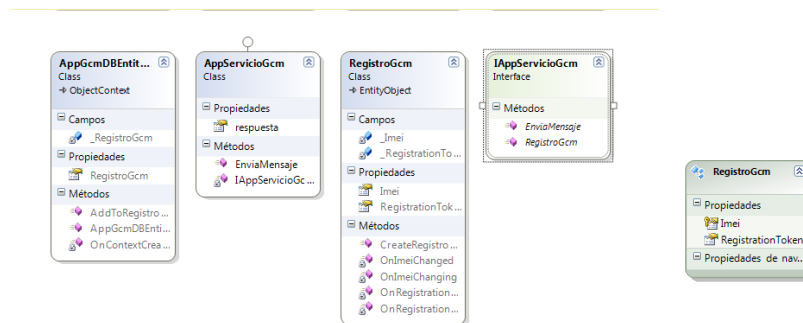 AppGcmDBEntit...
Class
ObjectContext
Campos
_RegistroGcm
Propiedades
RegistroGcm
Métodos
AddToRegistro...
AppGcmDBEnti...
OnContextCrea...
AppServicioGcm
Class
Propiedades
respuesta
Métodos
EnviaMensaje
IAppServicioGc...
RegistroGcm
Class
EntityObject
Campos
_Imei
_RegistrationTo...
Propiedades
Imei
RegistrationTok...
Métodos
CreateRegistro...
OnImeiChanged
OnImeiChanging
OnRegistration...
OnRegistration...
IAppServicioGcm
Interface
Métodos
EnviaMensaje
RegistroGcm
RegistroGcm
Propiedades
Imei
RegistrationToken
Propiedades de nav...